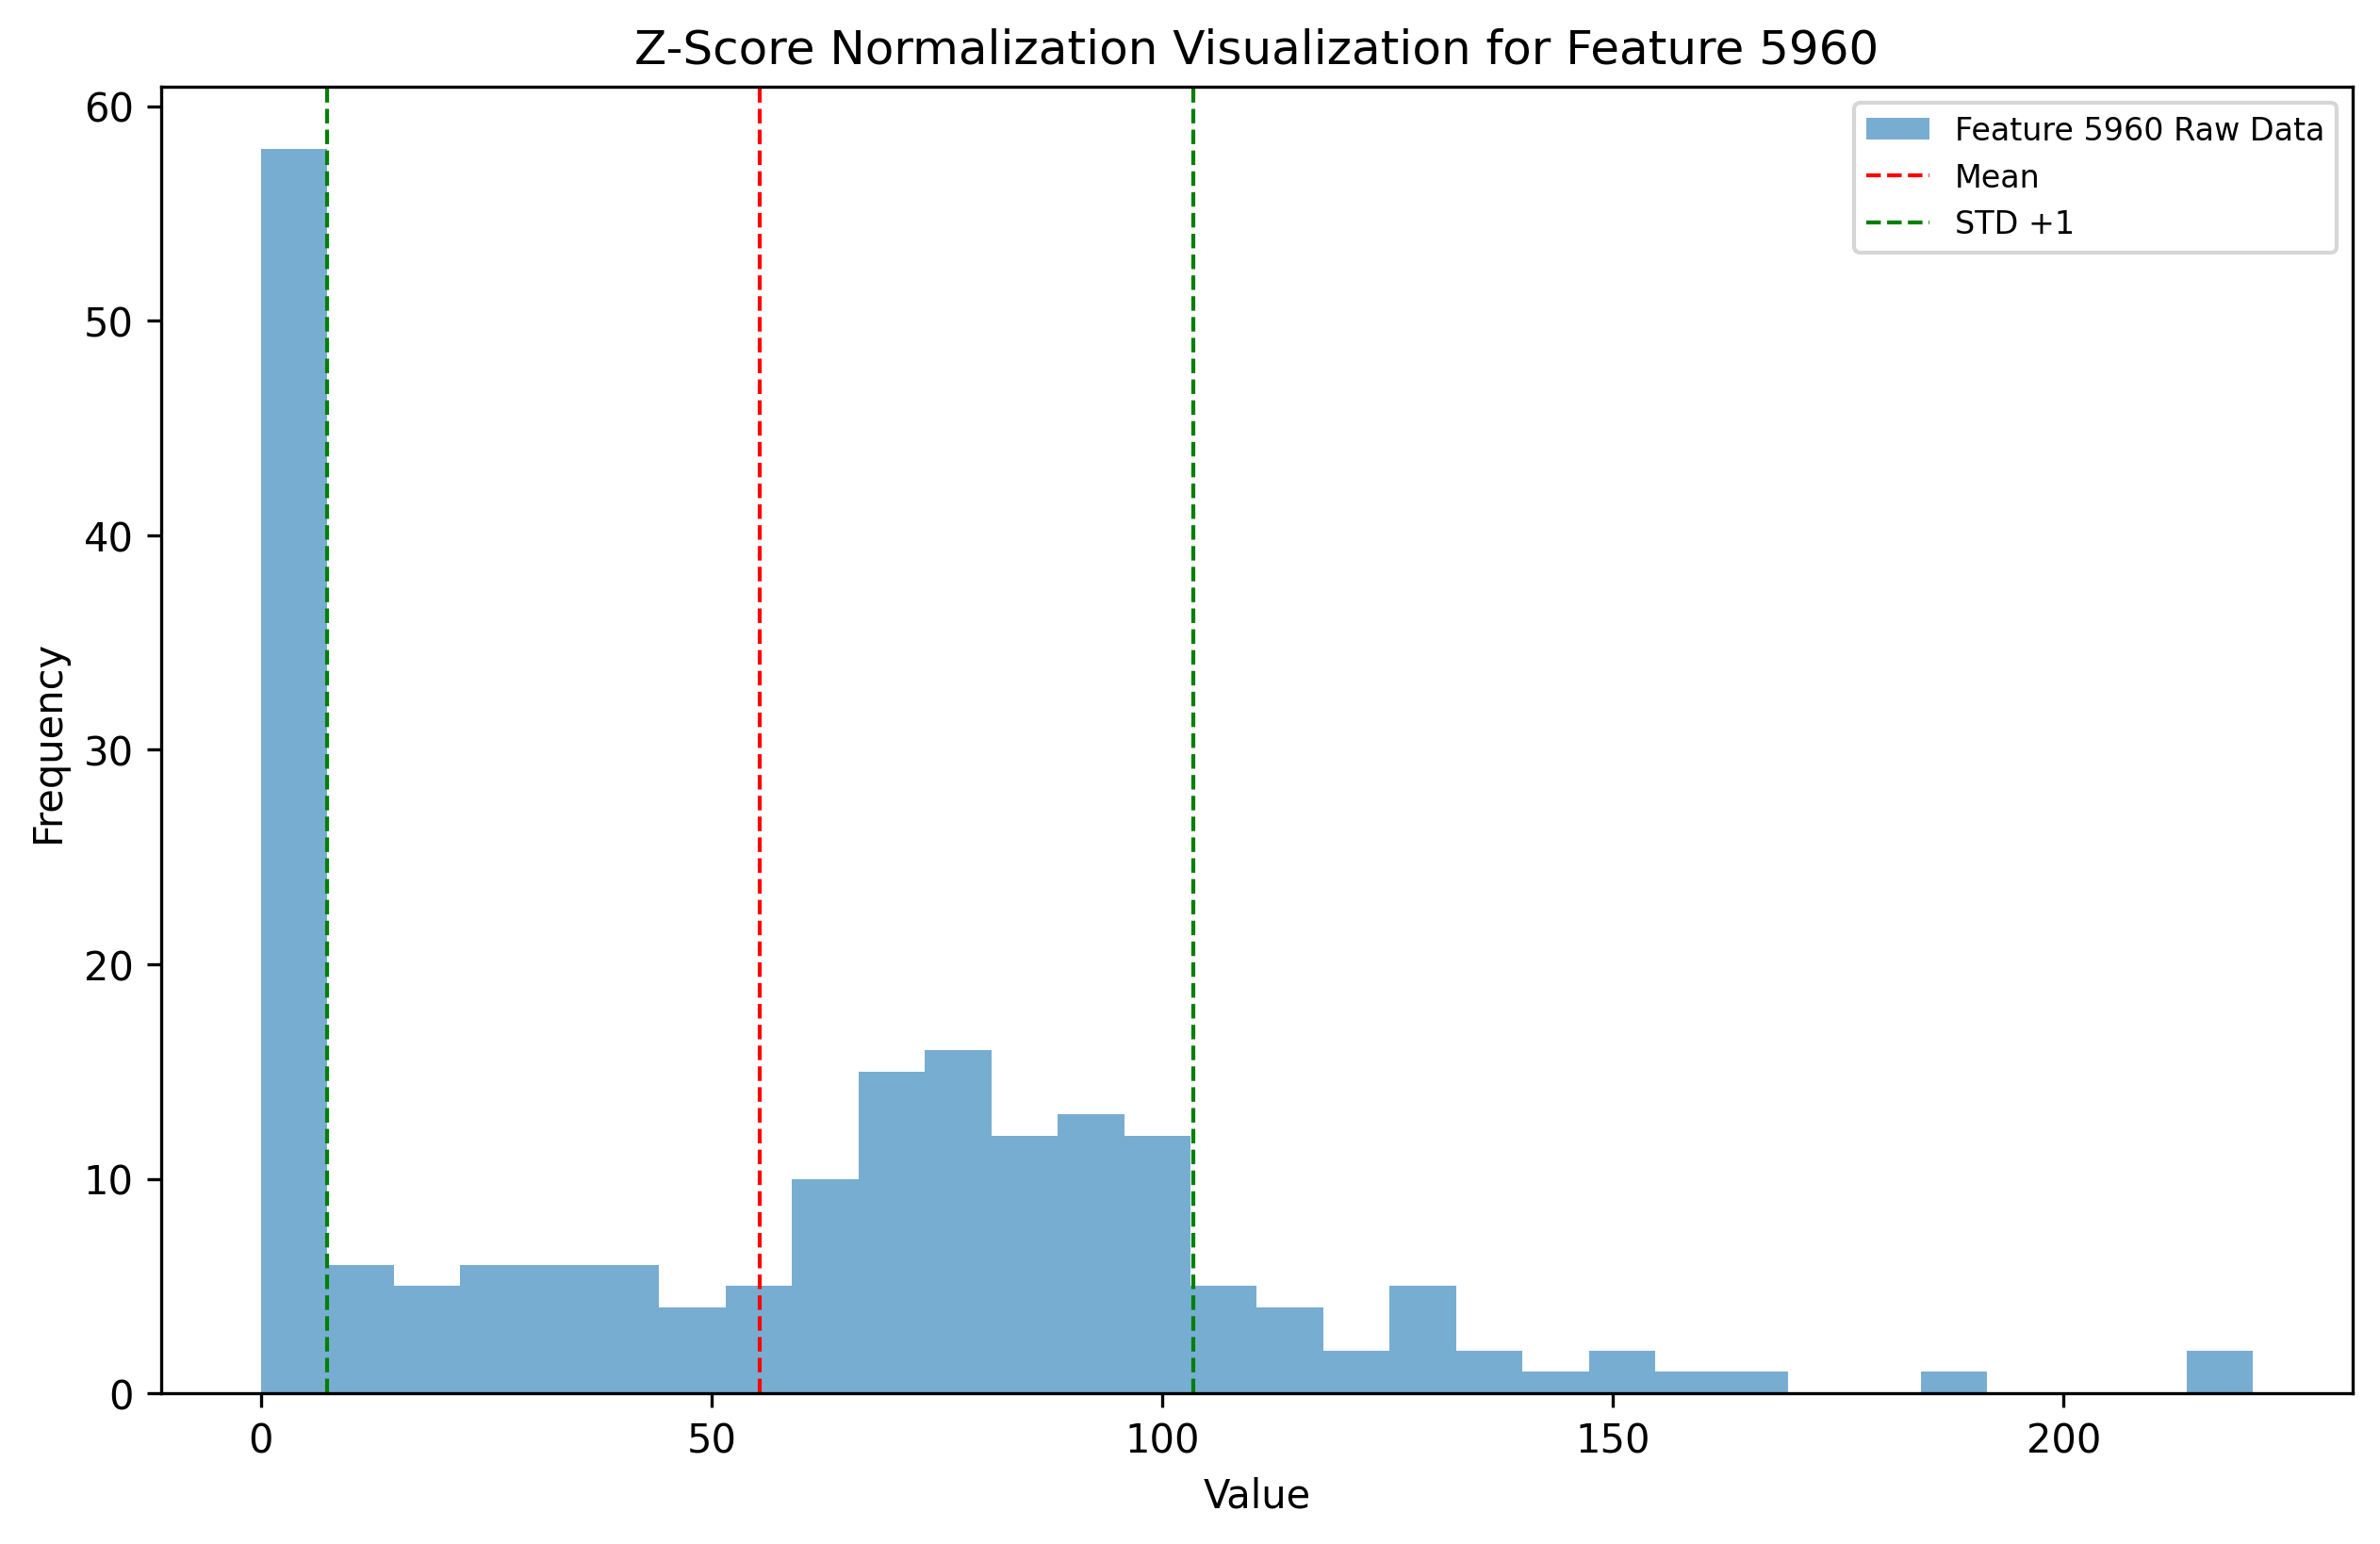 Z-Score Normalization Visualization for Feature 5960
Feature 5960 Raw Data
Mean
STD +1
Frequency
60
50
40
30
20
10
0
0 50 100 150 200
Value